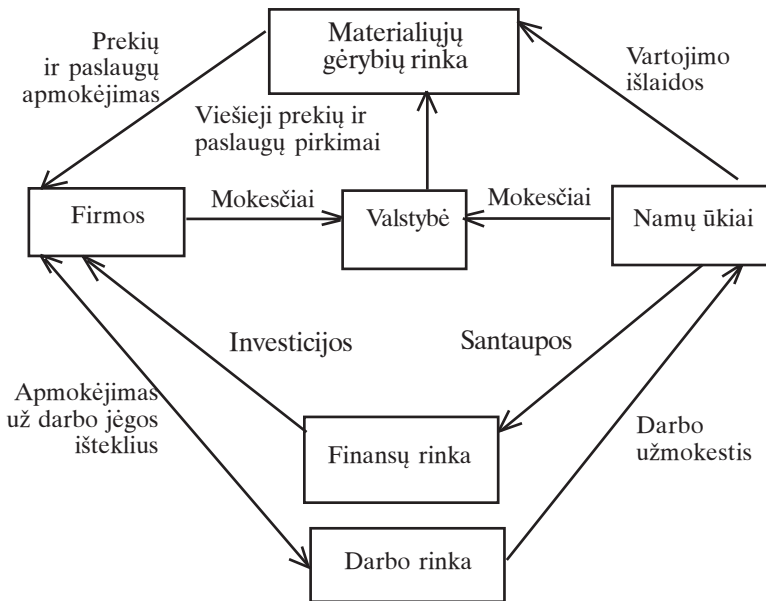 Prekių
ir paslaugų
apmokėjimas
Materialiųjų
gėrybių rinka
Vartojimo
išlaidos
Viešieji prekių ir
paslaugų pirkimai
Firmos
Mokesčiai
Valstybė
Mokesčiai
Namų ūkiai
Investicijos
Santaupos
Apmokėjimas
už darbo jėgos
išteklius
Finansų rinka
Darbo
užmokestis
Darbo rinka